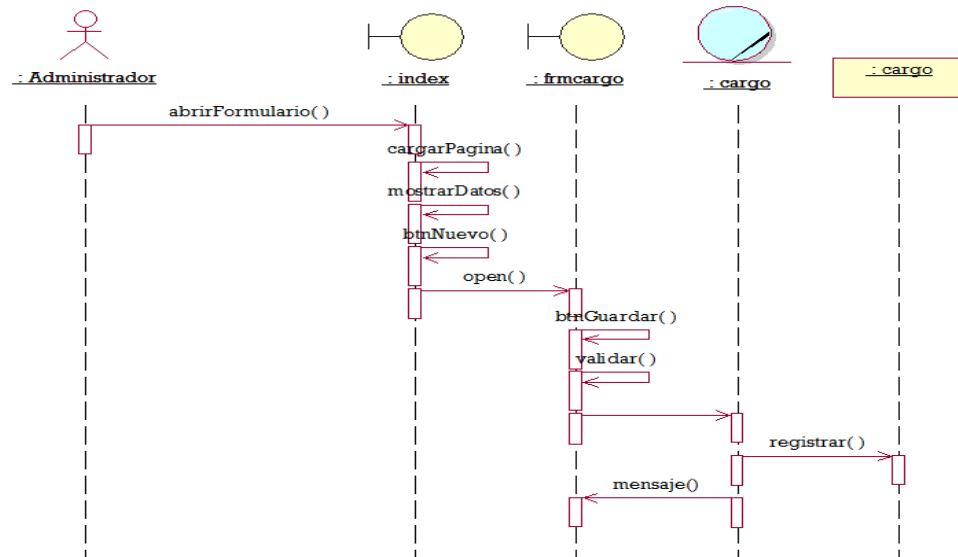 : Administrador
: index
: frmcargo
: cargo
: cargo
abrirFormulario( )
cargarPagina( )
mostrarDatos( )
btnNuevo( )
open( )
btnGuardar( )
validar( )
registrar( )
mensaje()